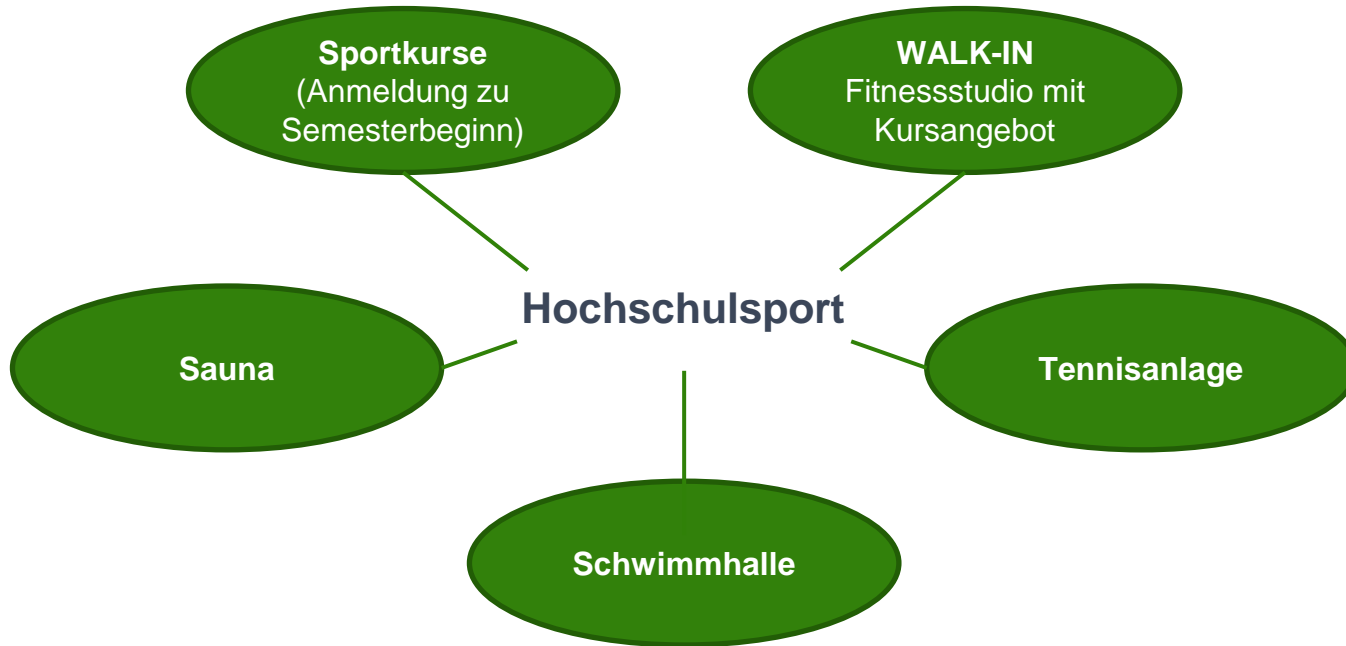 Sportkurse
(Anmeldung zu
Semesterbeginn)
WALK-IN
Fitnessstudio mit
Kursangebot
Hochschulsport
Sauna
Tennisanlage
Schwimmhalle